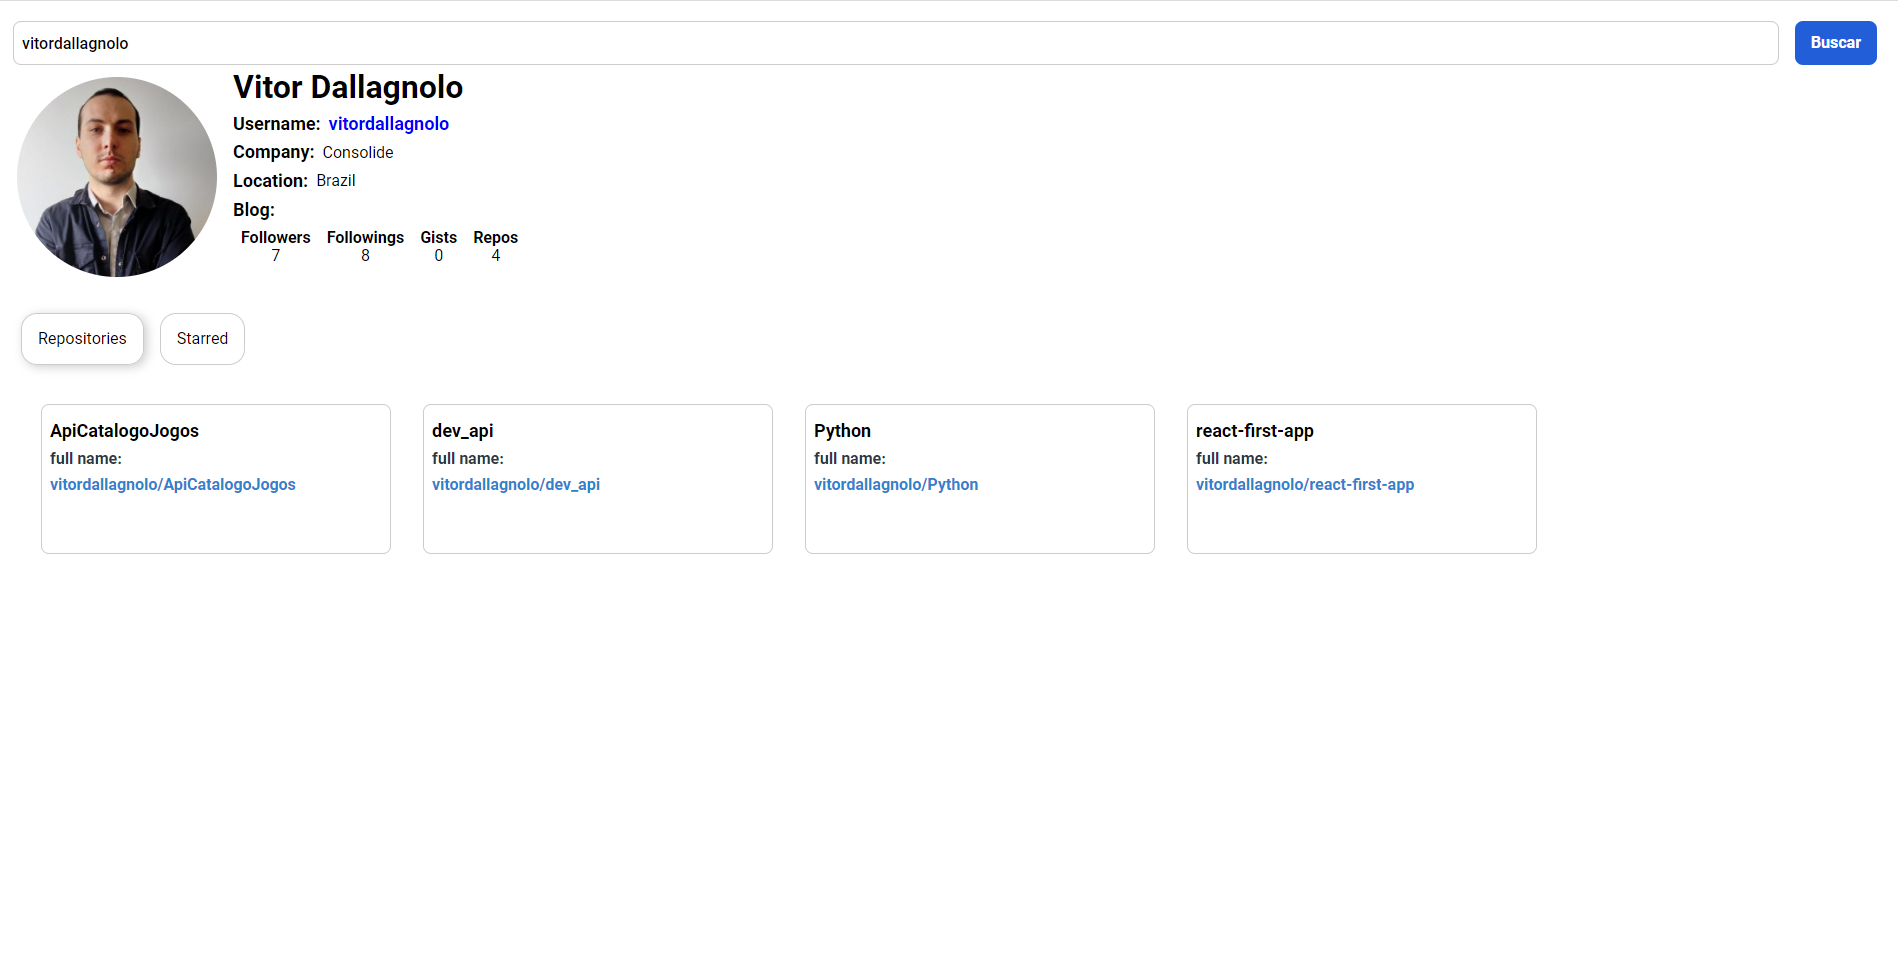 vitordallagnolo
Buscar
Vitor Dallagnolo
Username: vitordallagnolo
Company: Consolide
Location: Brazil
Blog:
Followers Followings Gists Repos
7 8 0 4
Repositories Starred
ApiCatalogoJogos
full name:
vitordallagnolo/ApiCatalogoJogos
dev_api
full name:
vitordallagnolo/dev_api
Python
full name:
vitordallagnolo/Python
react-first-app
full name:
vitordallagnolo/react-first-app